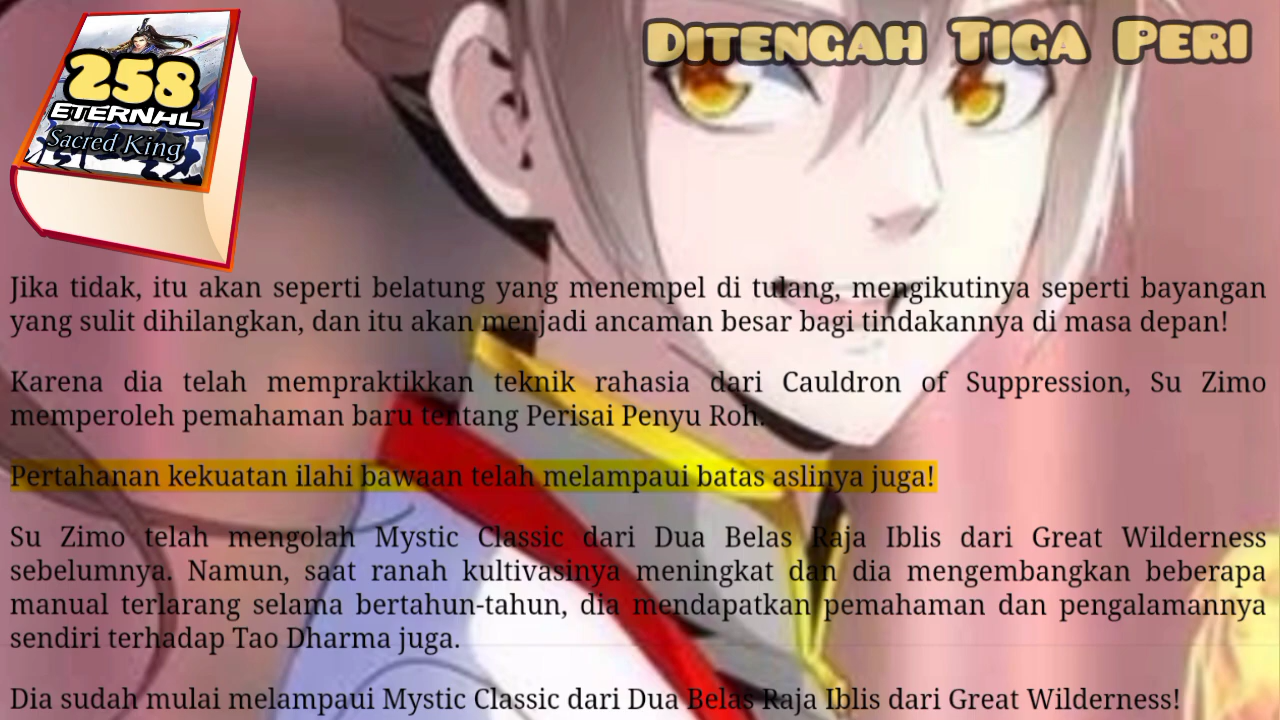 258
ETERNAL
Sacred King
DITENGAH TIGA PERI
Jika tidak, itu akan seperti belatung yang menempel di tulang, mengikutinya seperti bayangan
yang sulit dihilangkan, dan itu akan menjadi ancaman besar bagi tindakannya di masa depan!
Karena dia telah mempraktikkan teknik rahasia dari Cauldron of Suppression, Su Zimo
memperoleh pemahaman baru tentang Perisai Penyu Roh.
Pertahanan kekuatan ilahi bawaan telah melampaui batas aslinya juga!
Su Zimo telah mengolah Mystic Classic dari Dua Belas Raja Iblis dari Great Wilderness
sebelumnya. Namun, saat ranah kultivasinya meningkat dan dia mengembangkan beberapa
manual terlarang selama bertahun-tahun, dia mendapatkan pemahaman dan pengalamannya
sendiri terhadap Tao Dharma juga.
Dia sudah mulai melampaui Mystic Classic dari Dua Belas Raja Iblis dari Great Wilderness!